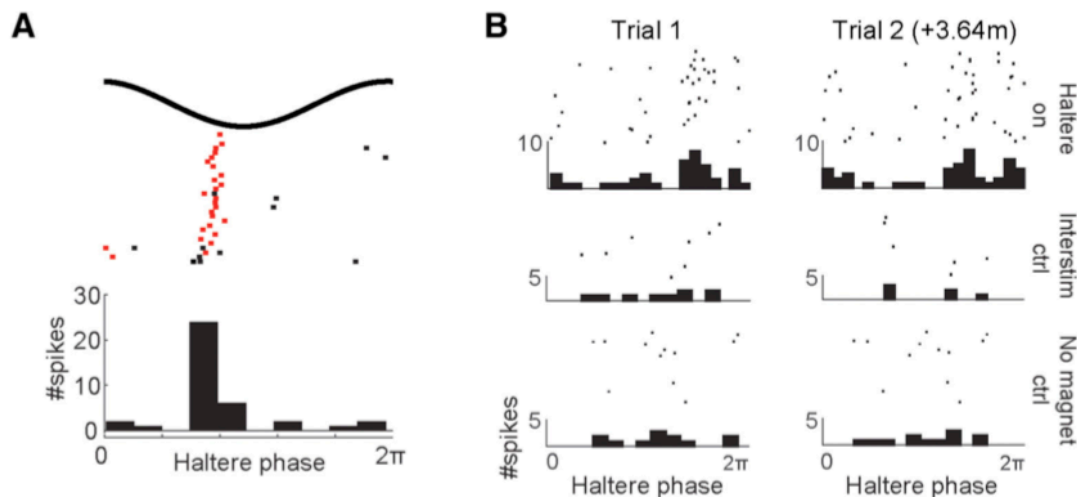 A
30
20
10
0
#spikes
0
2π
Haltere phase
B
Trial 1
Trial 2 (+3.64m)
Haltere
on
10
10
Interstim
ctrl
5
5
No magnet
ctrl
5
5
#spikes
0
2π
0
2π
Haltere phase
Haltere phase